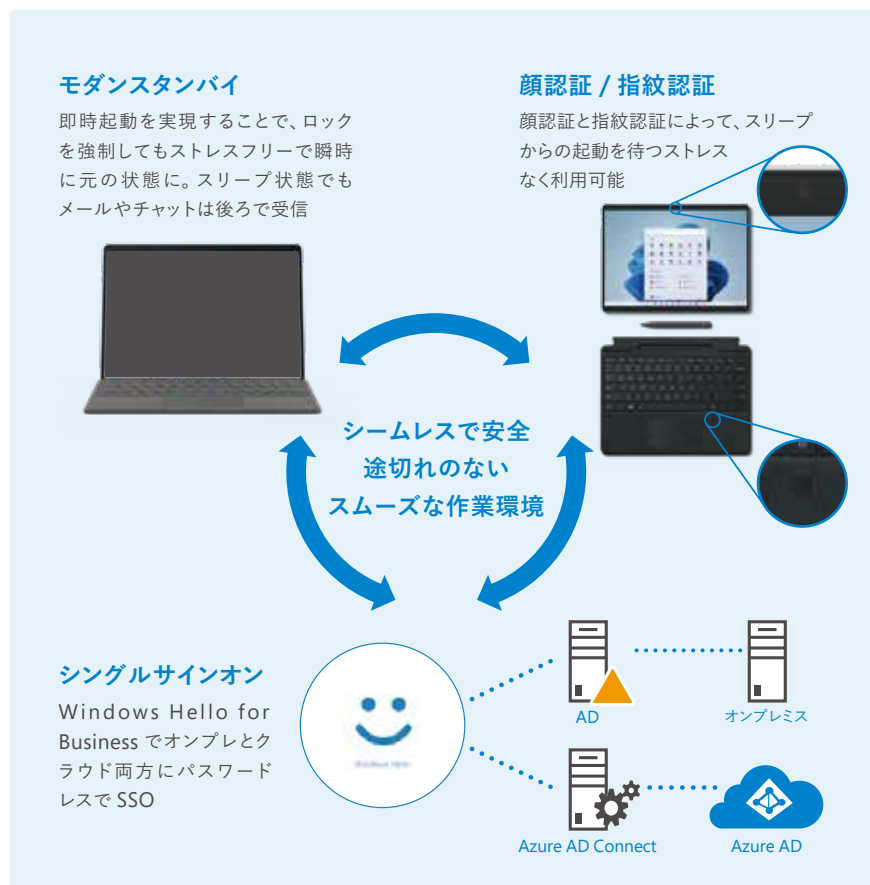 モダンスタンバイ
即時起動を実現することで、ロック
を強制してもストレスフリーで瞬時
に元の状態に。スリープ状態でも
メールやチャットは後ろで受信
顔認証 / 指紋認証
顔認証と指紋認証によって、スリープ
からの起動を待つストレス
なく利用可能
シームレスで安全
途切れのない
スムーズな作業環境
シングルサインオン
Windows Hello for
Business でオンプレとク
ラウド両方にパスワード
レスで SSO
Windows Hello
AD
オンプレミス
Azure AD Connect
Azure AD